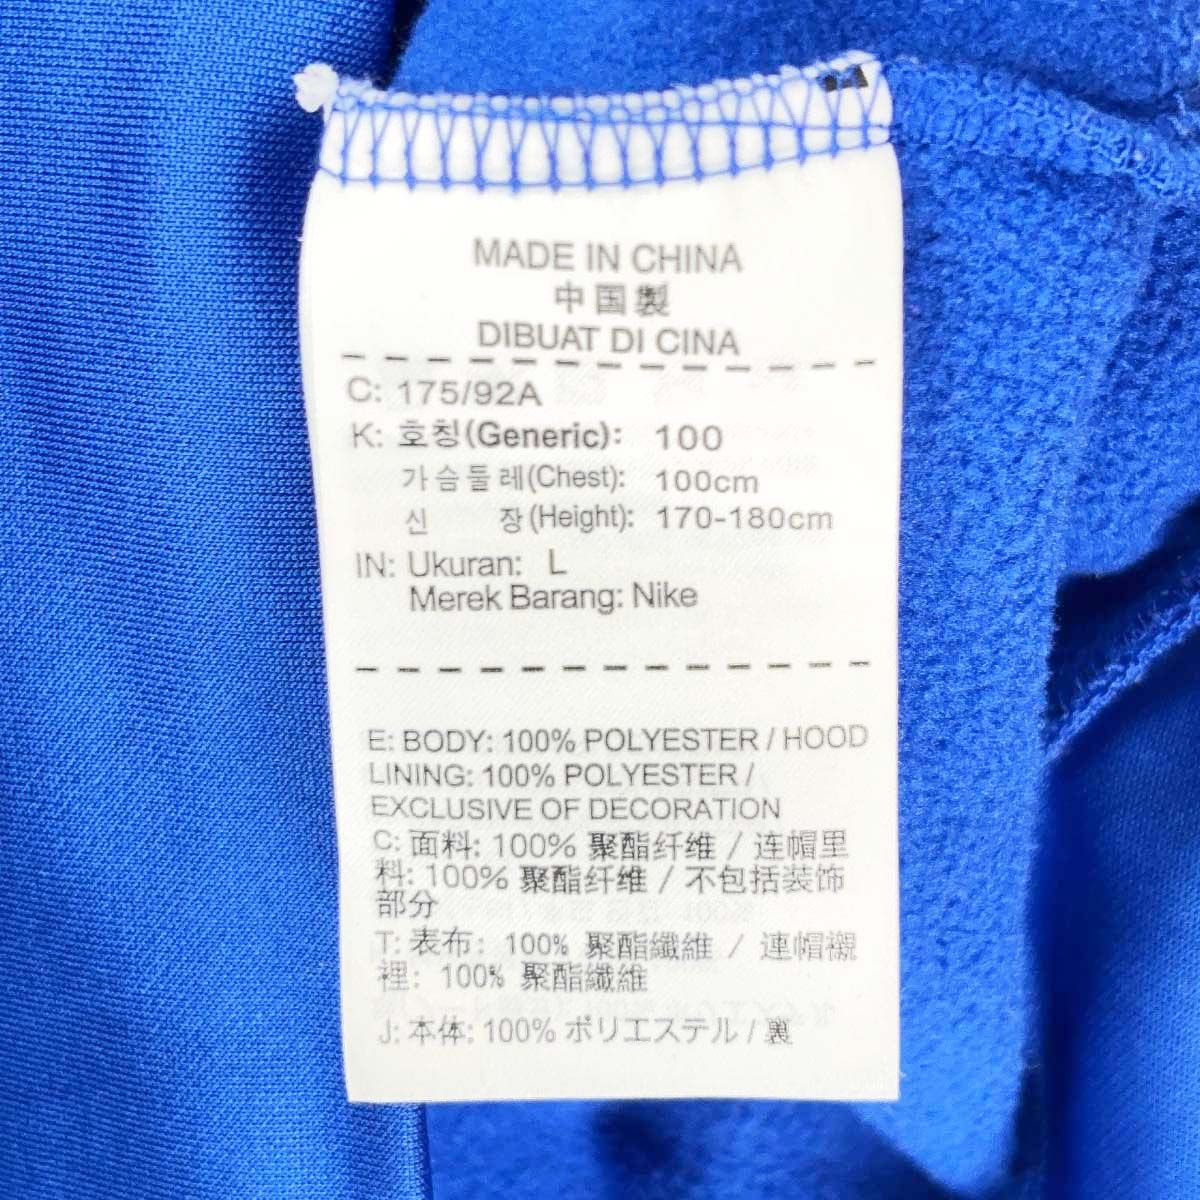 MADE IN CHINA
中国製
DIBUAT DI CINA
C: 175/92A
K: 호칭(Generic): 100
가슴둘레(Chest): 100cm
신 장(Height): 170-180cm
IN: Ukuran: L
Merek Barang: Nike
E: BODY: 100% POLYESTER / HOOD
LINING: 100% POLYESTER /
EXCLUSIVE OF DECORATION
C: 面料: 100% 聚酯纤维 / 连帽里
料: 100% 聚酯纤维 / 不包括装饰
部分
T: 表布: 100% 聚酯纖維 / 連帽襯
裡: 100% 聚酯纖維
J: 本体: 100% ポリエステル / 裏